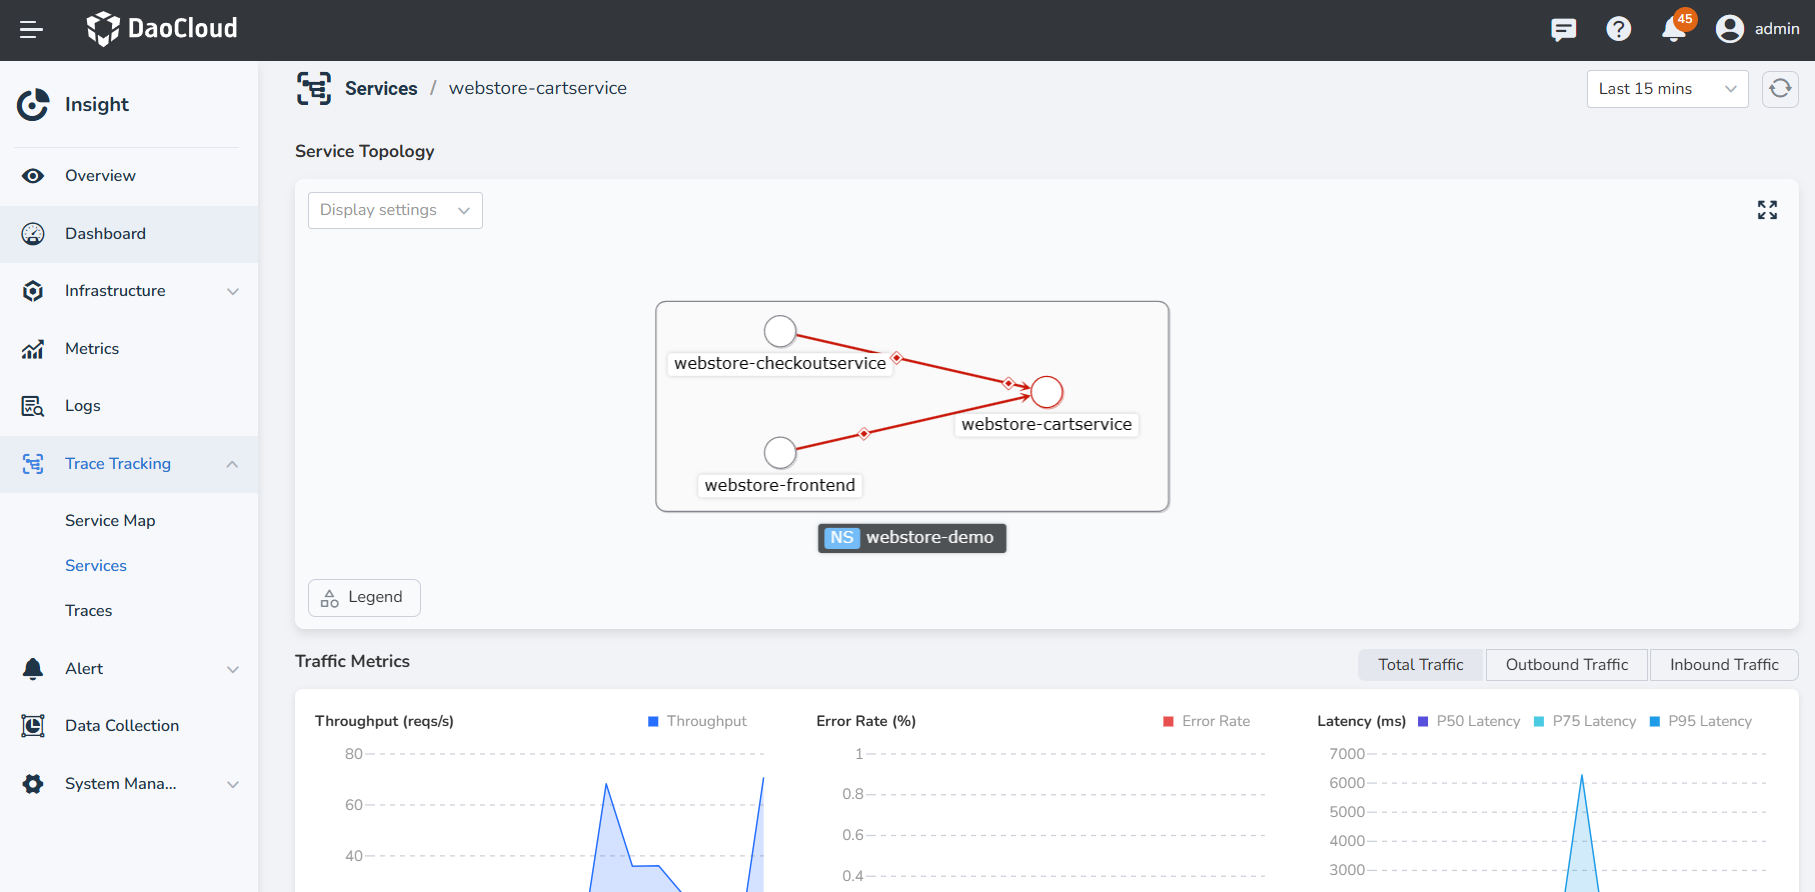 DaoCloud
45
admin
Insight
Services / webstore-cartservice
Last 15 mins
Overview
Dashboard
Infrastructure
Metrics
Logs
Trace Tracking
Service Map
Services
Traces
Alert
Data Collection
System Mana...
Service Topology
Display settings
webstore-checkoutservice
webstore-cartservice
webstore-frontend
NS webstore-demo
Legend
Traffic Metrics
Total Traffic
Outbound Traffic
Inbound Traffic
Throughput (reqs/s)
Throughput
80
60
40
Error Rate (%)
Error Rate
1
0.8
0.6
0.4
Latency (ms)
P50 Latency
P75 Latency
P95 Latency
7000
6000
5000
4000
3000